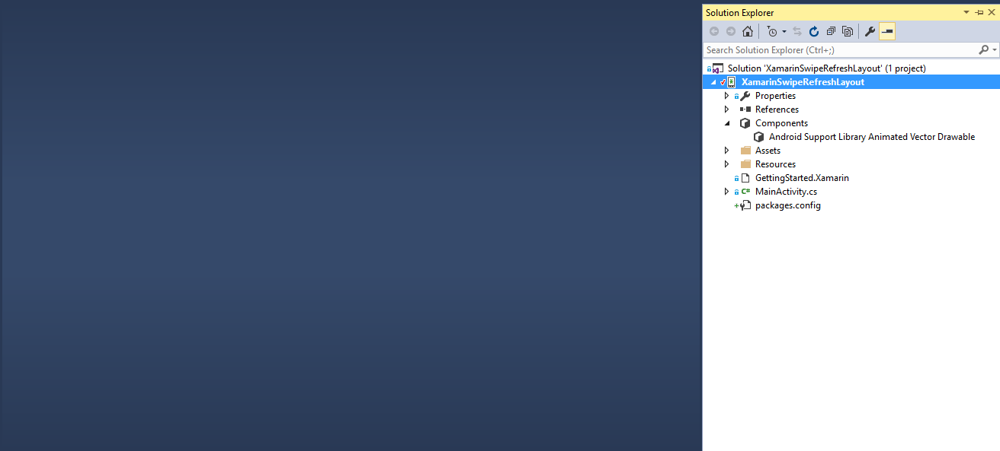 Solution Explorer
Search Solution Explorer (Ctrl+;)
Solution 'XamarinSwipeRefreshLayout' (1 project)
XamarinSwipeRefreshLayout
Properties
References
Components
Android Support Library Animated Vector Drawable
Assets
Resources
GettingStarted.Xamarin
C# MainActivity.cs
packages.config